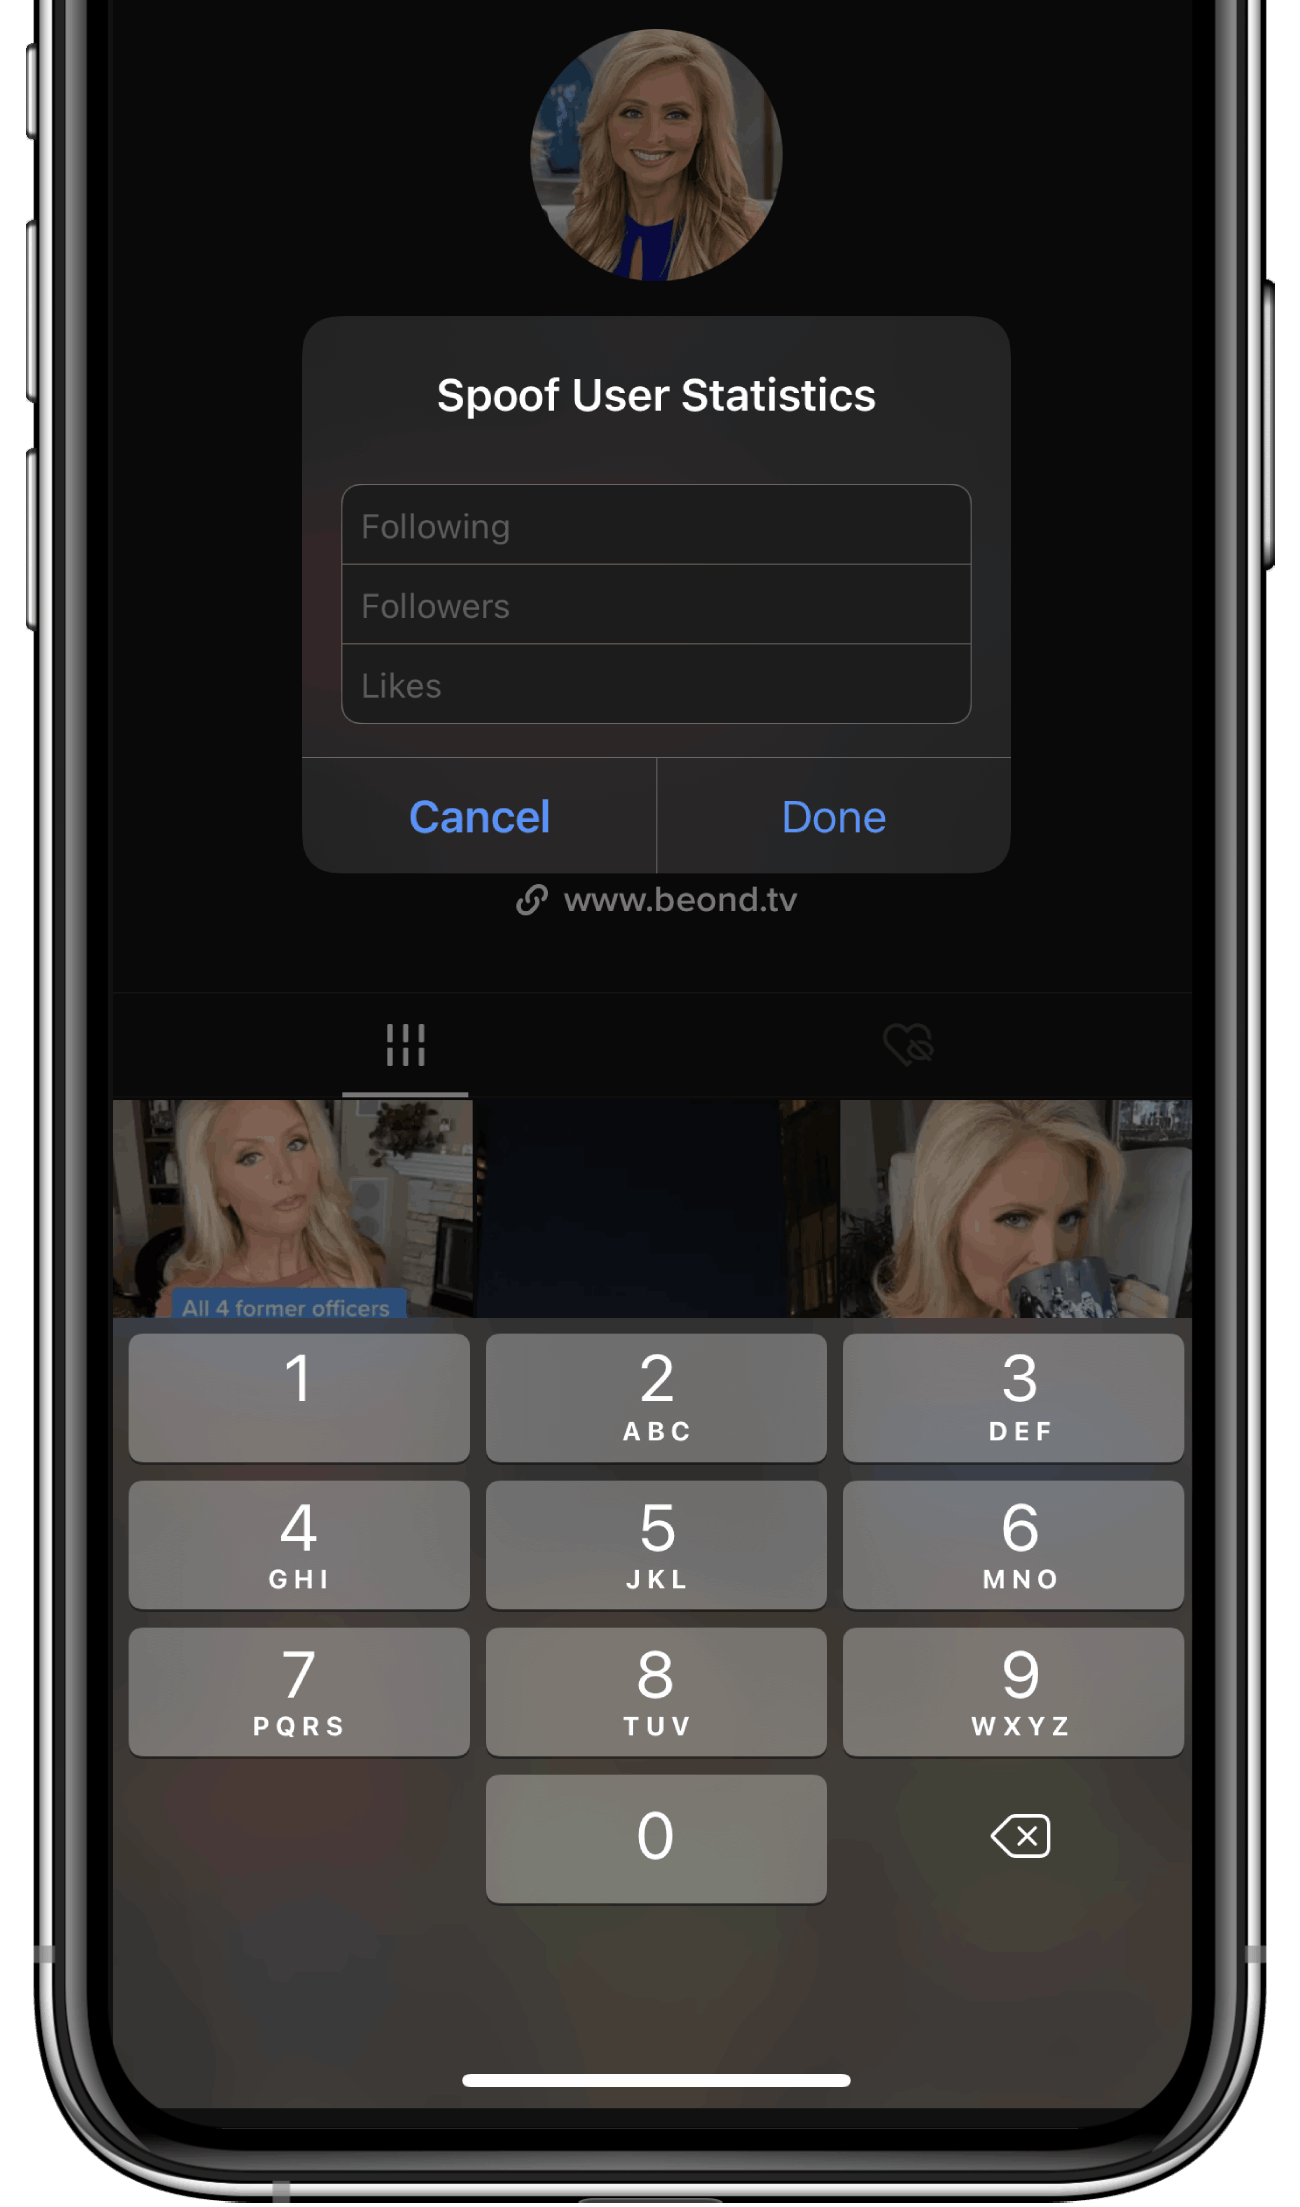 Spoof User Statistics
Following
Followers
Likes
Cancel Done
www.beond.tv
All 4 former officers
1 2 3
ABC DEF
4 5 6
GHI JKL MNO
7 8 9
PQRS TUV WXYZ
0